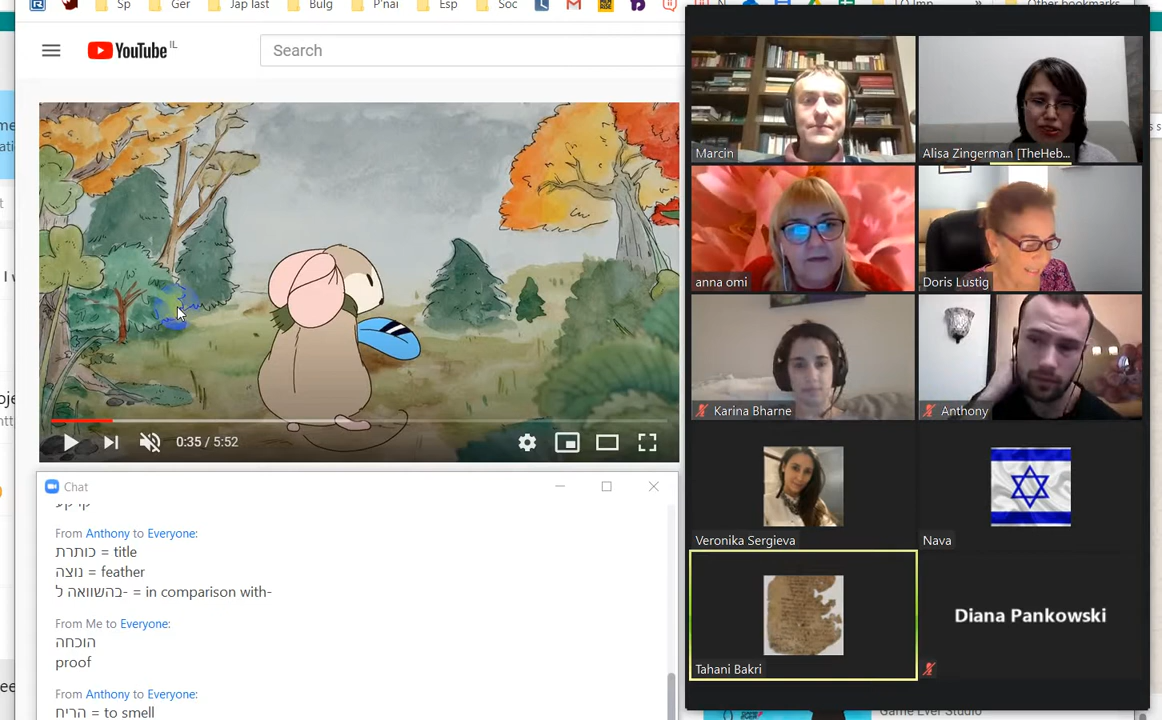 Sp
Ger
Jap last
Bulg
P'nai
Esp
Soc
Other bookmarks
YouTube IL
Search
0:35 / 5:52
Chat
From Anthony to Everyone:
כותרת = title
נוצה = feather
בהשוואה ל- = in comparison with-
From Me to Everyone:
הוכחה
proof
From Anthony to Everyone:
הריח = to smell
Marcin
Alisa Zingerman [TheHeb...
anna omi
Doris Lustig
Karina Bharne
Anthony
Veronika Sergieva
Nava
Tahani Bakri
Diana Pankowski
Game Ever Studio